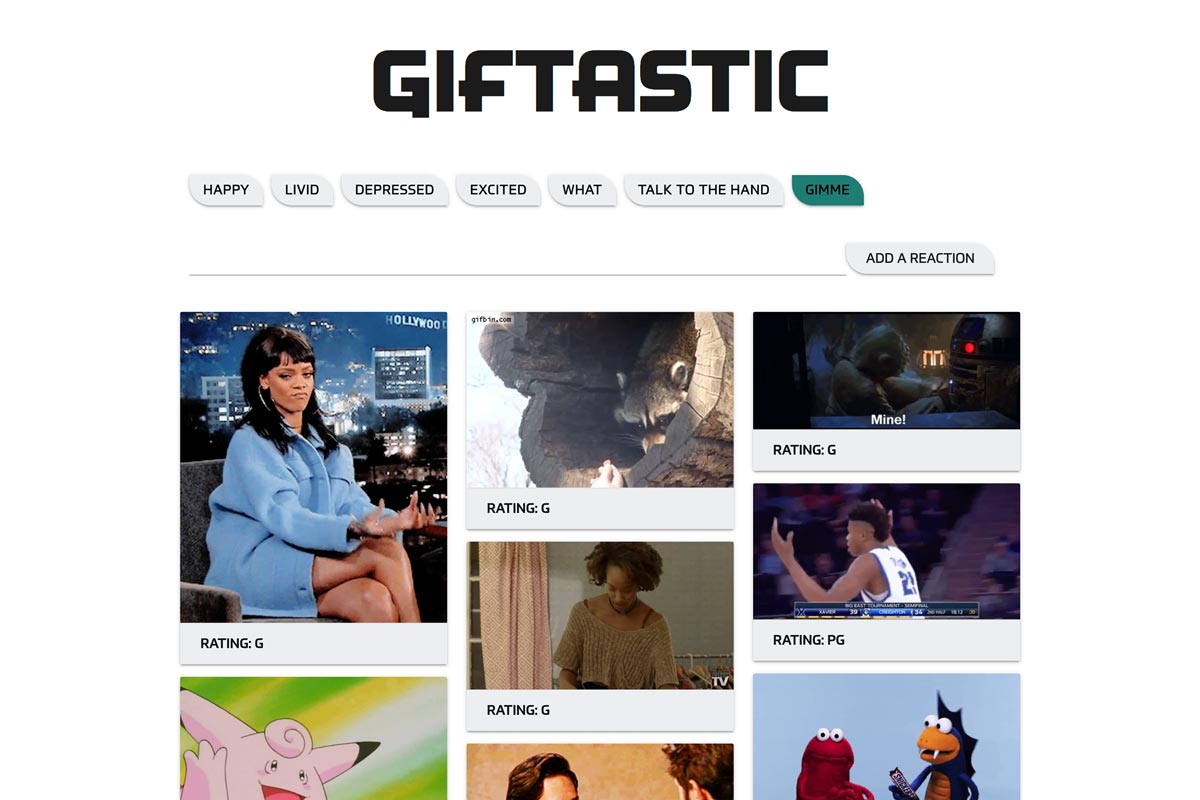 GIFTASTIC
HAPPY
LIVID
DEPRESSED
EXCITED
WHAT
TALK TO THE HAND
GIMME
ADD A REACTION
HOLLYWOOD
RATING: G
gifbin.com
RATING: G
TV
RATING: G
Mine!
RATING: G
BIG EAST TOURNAMENT - SEMIFINAL
XAVIER 39 CREIGHTON 34 2ND HALF 18:12
RATING: PG